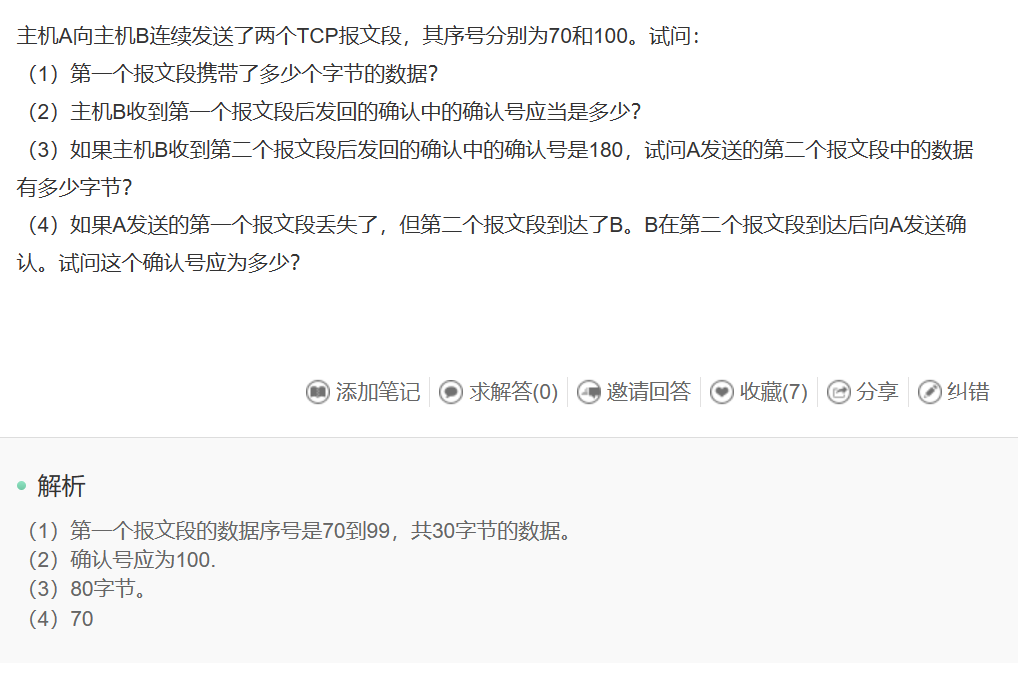 主机A向主机B连续发送了两个TCP报文段，其序号分别为70和100。试问：
（1）第一个报文段携带了多少个字节的数据？
（2）主机B收到第一个报文段后发回的确认中的确认号应当是多少？
（3）如果主机B收到第二个报文段后发回的确认中的确认号是180，试问A发送的第二个报文段中的数据
有多少字节？
（4）如果A发送的第一个报文段丢失了，但第二个报文段到达了B。B在第二个报文段到达后向A发送确
认。试问这个确认号应为多少？
添加笔记 求解答(0) 邀请回答 收藏(7) 分享 纠错
解析
（1）第一个报文段的数据序号是70到99，共30字节的数据。
（2）确认号应为100.
（3）80字节。
（4）70